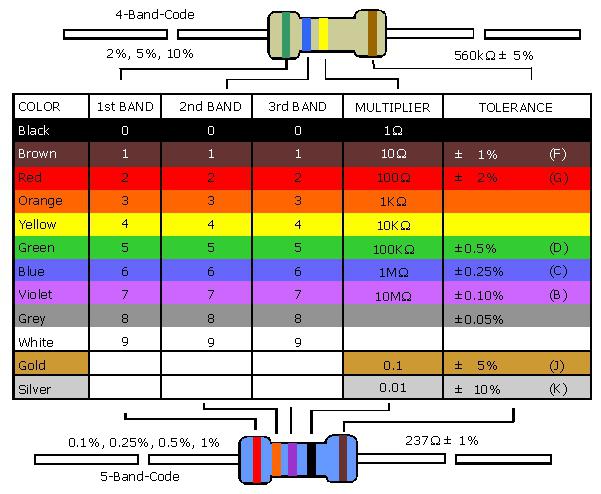 4-Band-Code
2%, 5%, 10%
560kΩ ± 5%
COLOR 1st BAND 2nd BAND 3rd BAND MULTIPLIER TOLERANCE
Black 0 0 0 1Ω
Brown 1 1 1 10Ω ± 1% (F)
Red 2 2 2 100Ω ± 2% (G)
Orange 3 3 3 1KΩ
Yellow 4 4 4 10KΩ
Green 5 5 5 100KΩ ±0.5% (D)
Blue 6 6 6 1MΩ ±0.25% (C)
Violet 7 7 7 10MΩ ±0.10% (B)
Grey 8 8 8 ±0.05%
White 9 9 9
Gold 0.1 ± 5% (J)
Silver 0.01 ± 10% (K)
0.1%, 0.25%, 0.5%, 1%
237Ω ± 1%
5-Band-Code